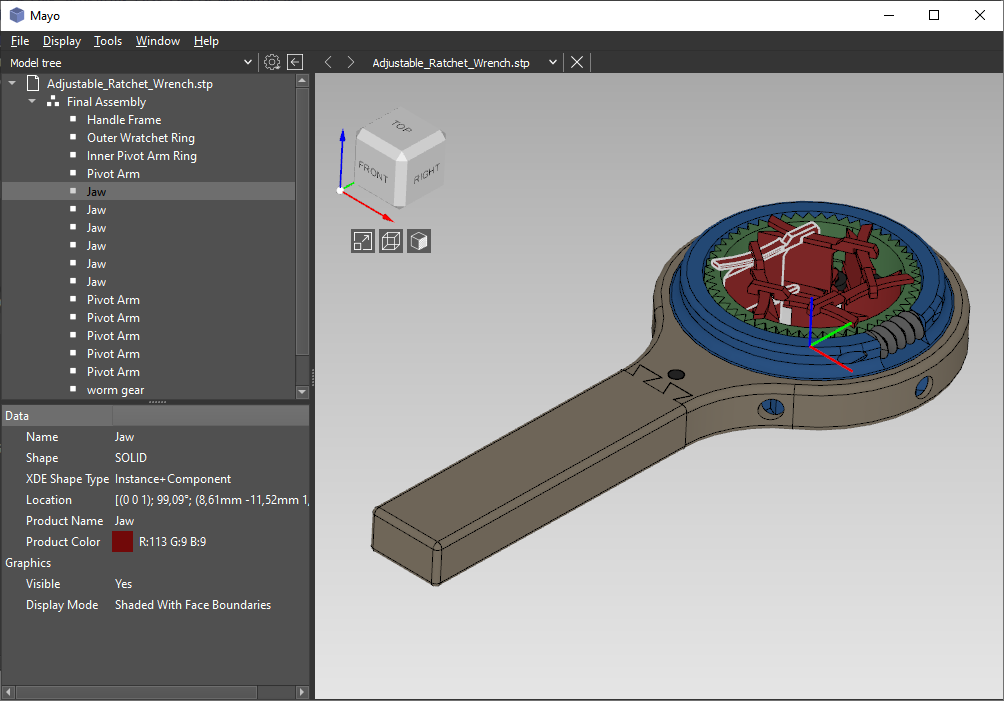 Mayo
File Display Tools Window Help
Model tree
Adjustable_Ratchet_Wrench.stp
Adjustable_Ratchet_Wrench.stp
Final Assembly
Handle Frame
Outer Wratchet Ring
Inner Pivot Arm Ring
Pivot Arm
Jaw
Jaw
Jaw
Jaw
Jaw
Jaw
Pivot Arm
Pivot Arm
Pivot Arm
Pivot Arm
Pivot Arm
worm gear
TOP
FRONT
RIGHT
Data
Name Jaw
Shape SOLID
XDE Shape Type Instance+Component
Location [(0 0 1); 99,09°; (8,61mm -11,52mm 1,
Product Name Jaw
Product Color R:113 G:9 B:9
Graphics
Visible Yes
Display Mode Shaded With Face Boundaries